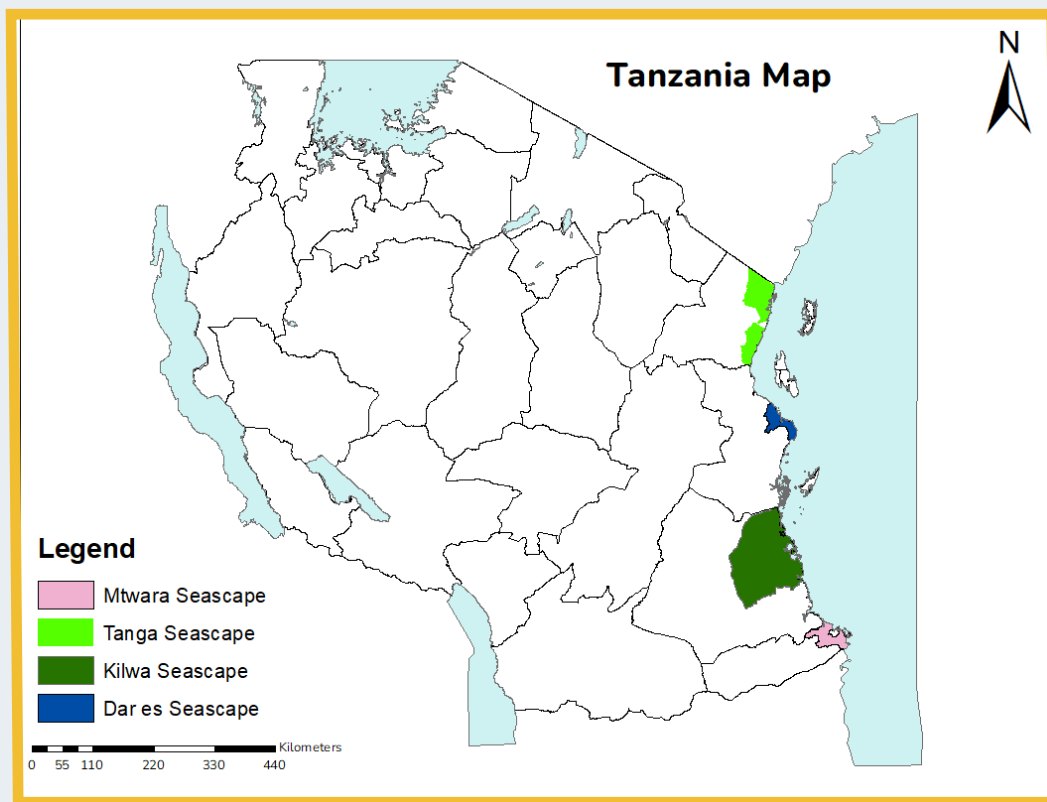 Tanzania Map
N
Legend
Mtwara Seascape
Tanga Seascape
Kilwa Seascape
Dar es Seascape
Kilometers
0 55 110 220 330 440